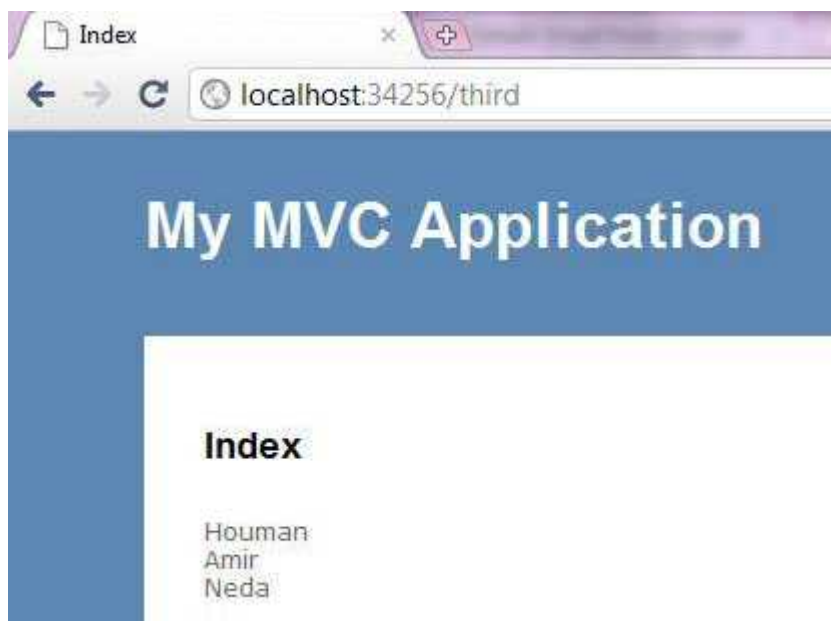 Index
localhost:34256/third
My MVC Application
Index
Houman
Amir
Neda